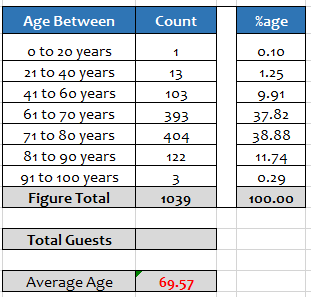 Age Between Count %age
0 to 20 years 1 0.10
21 to 40 years 13 1.25
41 to 60 years 103 9.91
61 to 70 years 393 37.82
71 to 80 years 404 38.88
81 to 90 years 122 11.74
91 to 100 years 3 0.29
Figure Total 1039 100.00
Total Guests
Average Age 69.57